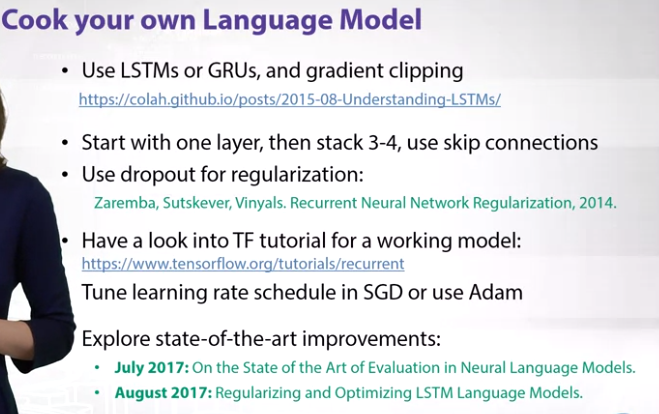 Cook your own Language Model
• Use LSTMs or GRUs, and gradient clipping
https://colah.github.io/posts/2015-08-Understanding-LSTMs/
• Start with one layer, then stack 3-4, use skip connections
• Use dropout for regularization:
Zaremba, Sutskever, Vinyals. Recurrent Neural Network Regularization, 2014.
• Have a look into TF tutorial for a working model:
https://www.tensorflow.org/tutorials/recurrent
Tune learning rate schedule in SGD or use Adam
Explore state-of-the-art improvements:
• July 2017: On the State of the Art of Evaluation in Neural Language Models.
• August 2017: Regularizing and Optimizing LSTM Language Models.